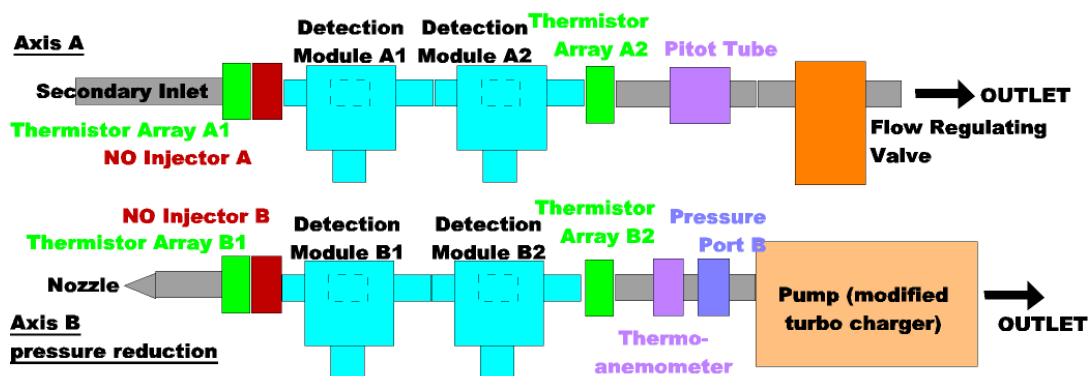 Axis A
Detection
Module A1
Detection
Module A2
Thermistor
Array A2
Pitot Tube
Secondary Inlet
OUTLET
Thermistor Array A1
NO Injector A
Flow Regulating
Valve
NO Injector B
Thermistor Array B1
Detection
Module B1
Detection
Module B2
Thermistor
Array B2
Pressure
Port B
Nozzle
Pump (modified
turbo charger)
OUTLET
Axis B
pressure reduction
Thermo-
anemometer